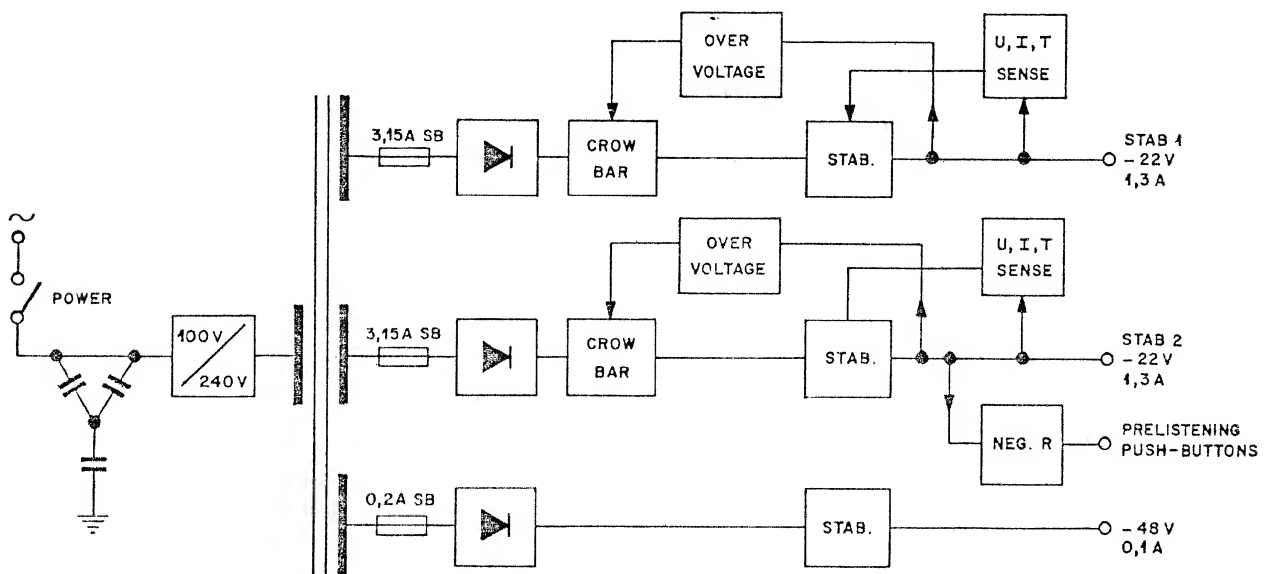 OVER
VOLTAGE
U, I, T
SENSE
3,15A SB
CROW
BAR
STAB.
STAB 1
- 22 V
1,3 A
∼
POWER
OVER
VOLTAGE
U, I, T
SENSE
100V
240V
3,15A SB
CROW
BAR
STAB.
STAB 2
- 22 V
1,3 A
NEG. R
PRELISTENING
PUSH-BUTTONS
0,2A SB
STAB.
- 48 V
0,1 A